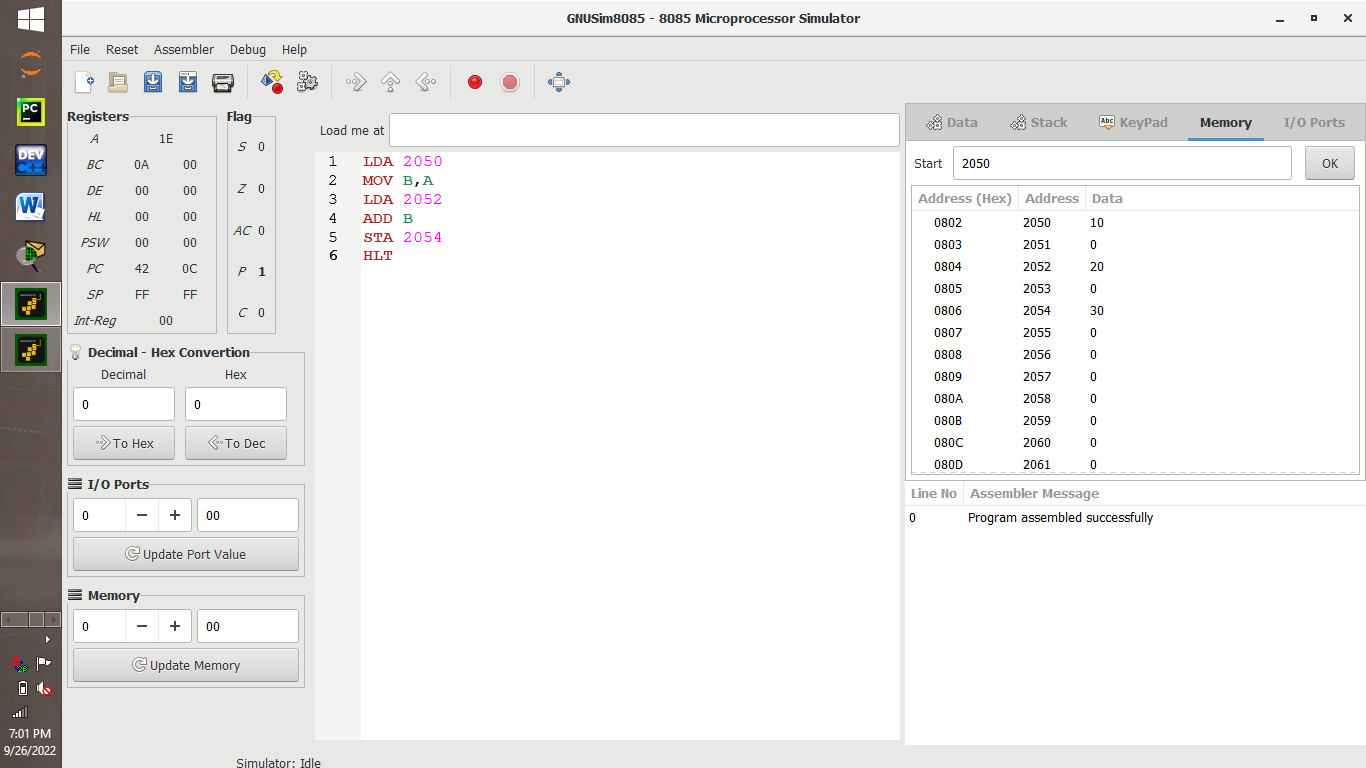 GNUSim8085 - 8085 Microprocessor Simulator
File Reset Assembler Debug Help
Registers
A 1E
BC 0A 00
DE 00 00
HL 00 00
PSW 00 00
PC 42 0C
SP FF FF
Int-Reg 00
Flag
S 0
Z 0
AC 0
P 1
C 0
Decimal - Hex Convertion
Decimal Hex
0 0
To Hex To Dec
I/O Ports
0 − + 00
Update Port Value
Memory
0 − + 00
Update Memory
Load me at
1 LDA 2050
2 MOV B,A
3 LDA 2052
4 ADD B
5 STA 2054
6 HLT
Data Stack Abc KeyPad Memory I/O Ports
Start 2050 OK
Address (Hex) Address Data
0802 2050 10
0803 2051 0
0804 2052 20
0805 2053 0
0806 2054 30
0807 2055 0
0808 2056 0
0809 2057 0
080A 2058 0
080B 2059 0
080C 2060 0
080D 2061 0
Line No Assembler Message
0 Program assembled successfully
Simulator: Idle
PC
DEV
C++
W
7:01 PM
9/26/2022